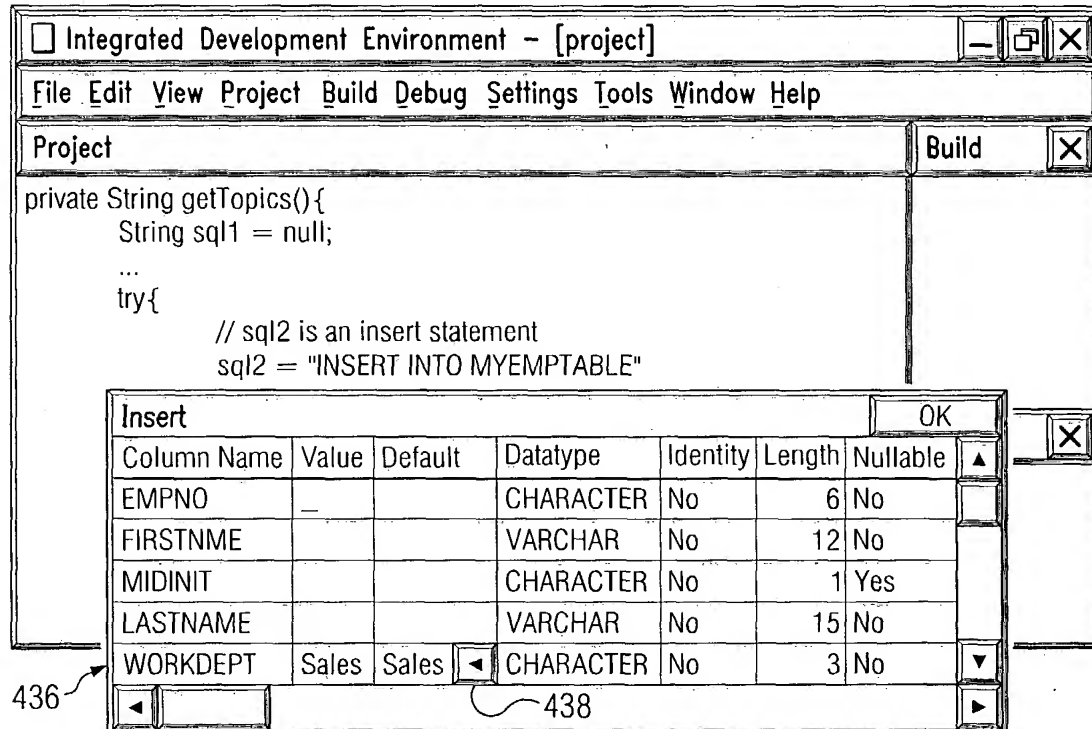 Integrated Development Environment – [project]
File Edit View Project Build Debug Settings Tools Window Help
Project Build
private String getTopics(){
String sql1 = null;
...
try{
// sql2 is an insert statement
sql2 = "INSERT INTO MYEMPTABLE"
Insert OK
Column Name Value Default Datatype Identity Length Nullable
EMPNO _ CHARACTER No 6 No
FIRSTNME VARCHAR No 12 No
MIDINIT CHARACTER No 1 Yes
LASTNAME VARCHAR No 15 No
WORKDEPT Sales Sales CHARACTER No 3 No
436 438